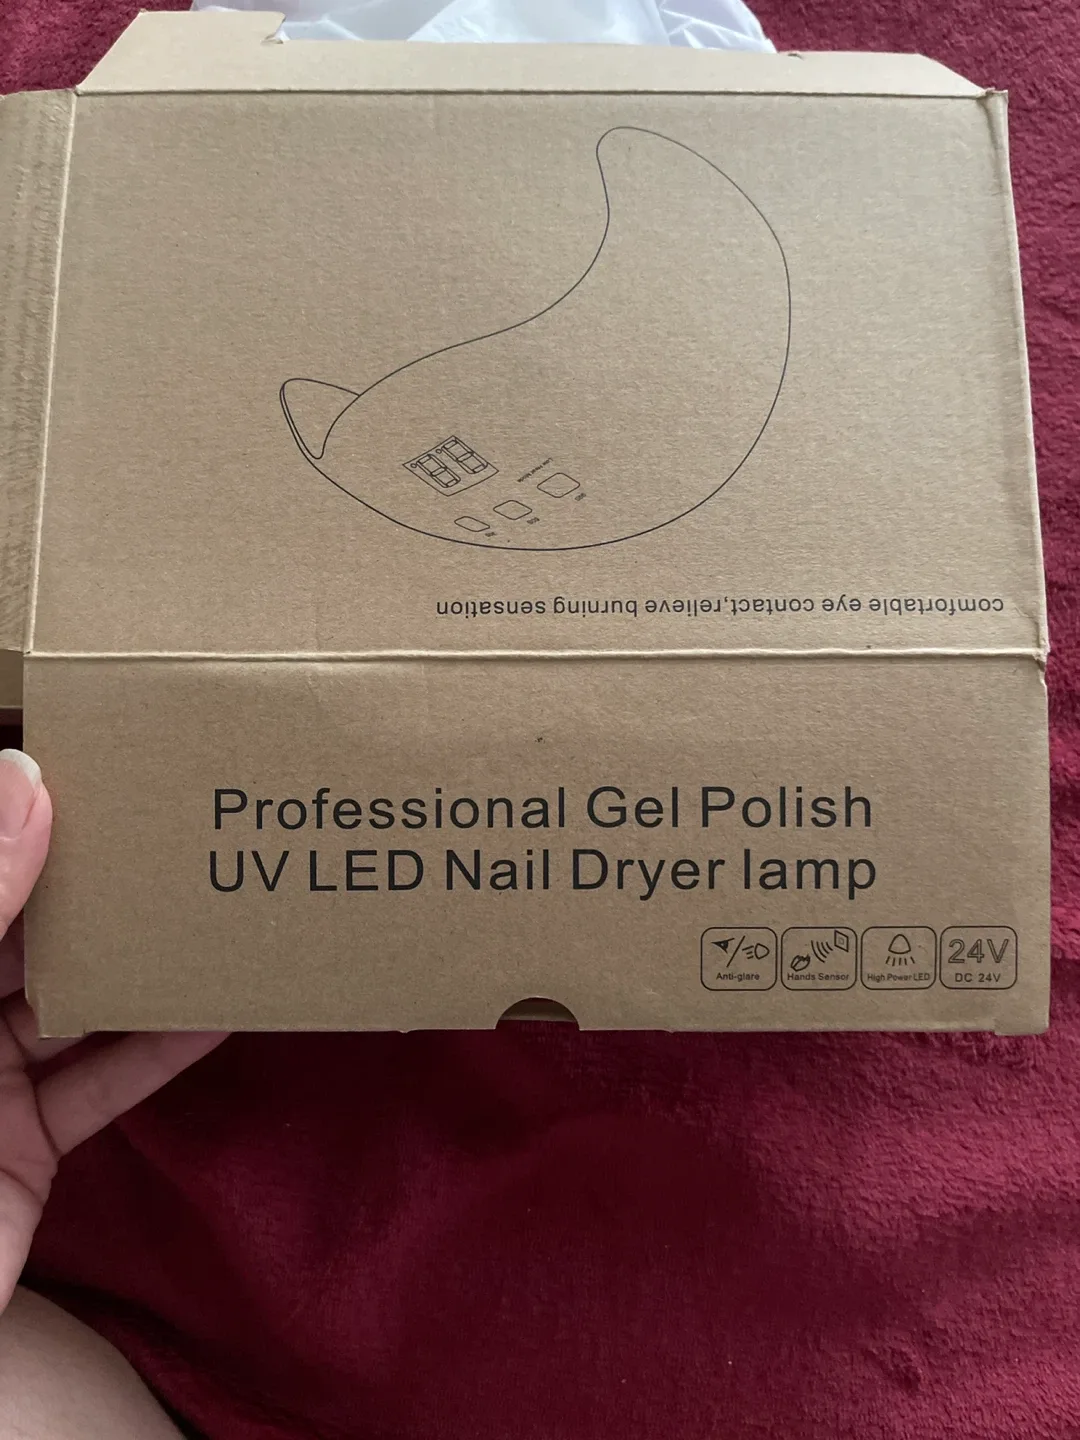 comfortable eye contact,relieve burning sensation
Professional Gel Polish
UV LED Nail Dryer lamp
Anti-glare
Hands Sensor
High Power LED
24V
DC 24V